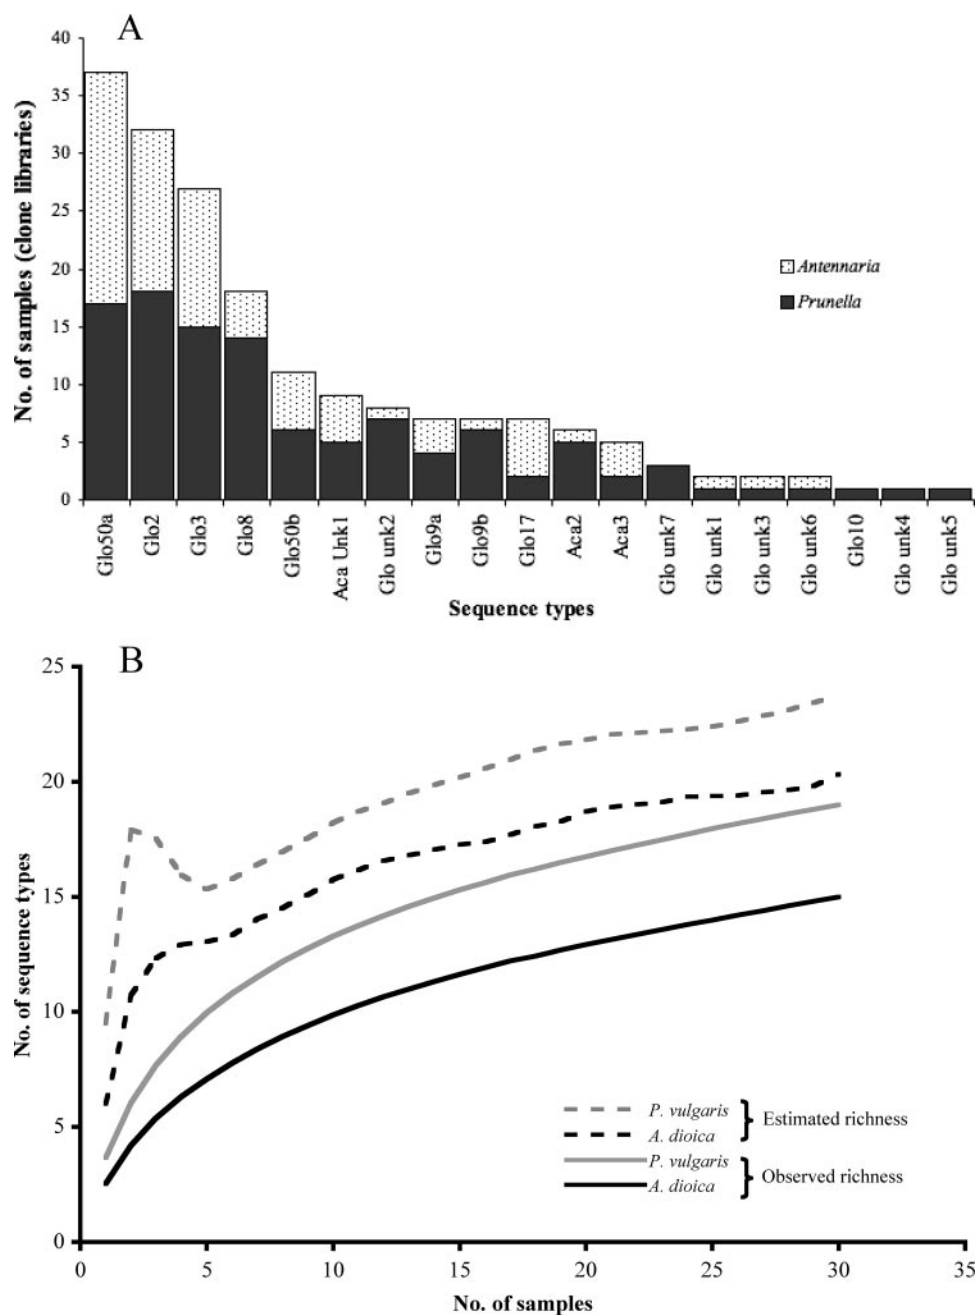 A
40
35
30
25
20
15
10
5
0
No. of samples (clone libraries)
Antennaria
Prunella
Glo50a
Glo2
Glo3
Glo8
Glo50b
Aca Unk1
Glo unk2
Glo9a
Glo9b
Glo17
Aca2
Aca3
Glo unk7
Glo unk1
Glo unk3
Glo unk6
Glo10
Glo unk4
Glo unk5
Sequence types
B
25
20
15
10
5
0
No. of sequence types
P. vulgaris
A. dioica
Estimated richness
P. vulgaris
A. dioica
Observed richness
0 5 10 15 20 25 30 35
No. of samples